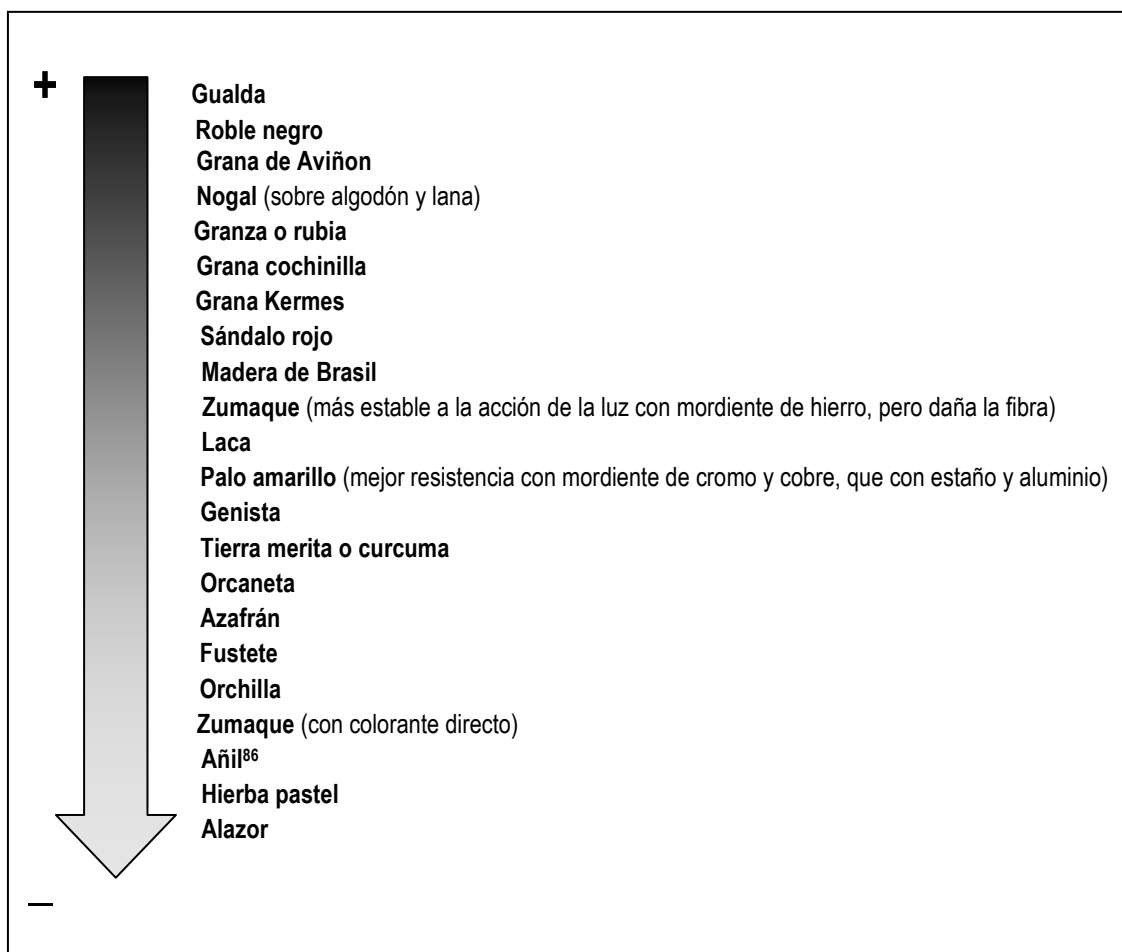 +
Gualda
Roble negro
Grana de Aviñon
Nogal (sobre algodón y lana)
Granza o rubia
Grana cochinilla
Grana Kermes
Sándalo rojo
Madera de Brasil
Zumaque (más estable a la acción de la luz con mordiente de hierro, pero daña la fibra)
Laca
Palo amarillo (mejor resistencia con mordiente de cromo y cobre, que con estaño y aluminio)
Genista
Tierra merita o curcuma
Orcaneta
Azafrán
Fustete
Orchilla
Zumaque (con colorante directo)
Añil⁸⁶
Hierba pastel
Alazor
–